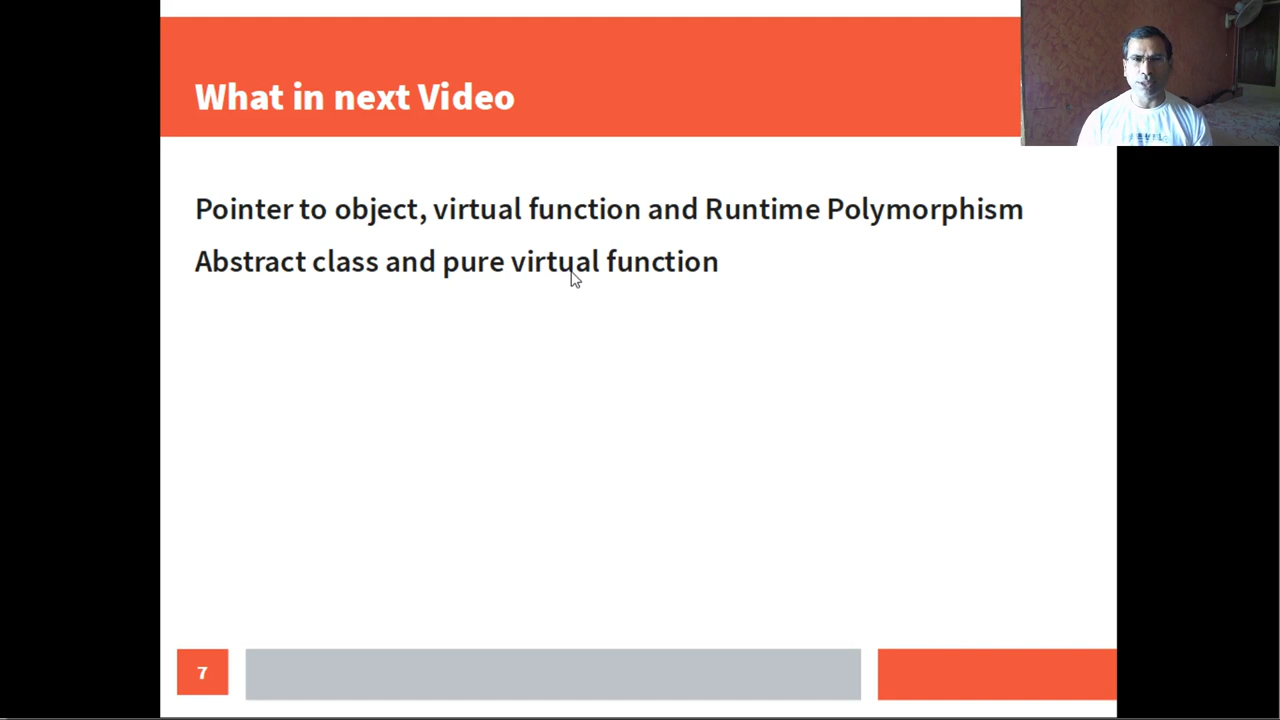 What in next Video
Pointer to object, virtual function and Runtime Polymorphism
Abstract class and pure virtual function
7